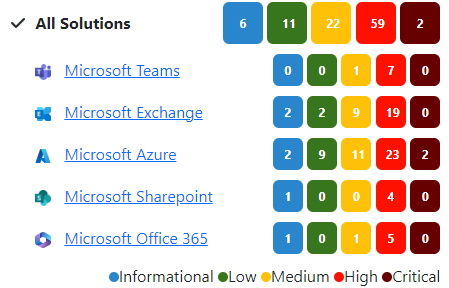 All Solutions 6 11 22 59 2
Microsoft Teams 0 0 1 7 0
Microsoft Exchange 2 2 9 19 0
Microsoft Azure 2 9 11 23 2
Microsoft Sharepoint 1 0 0 4 0
Microsoft Office 365 1 0 1 5 0
Informational Low Medium High Critical